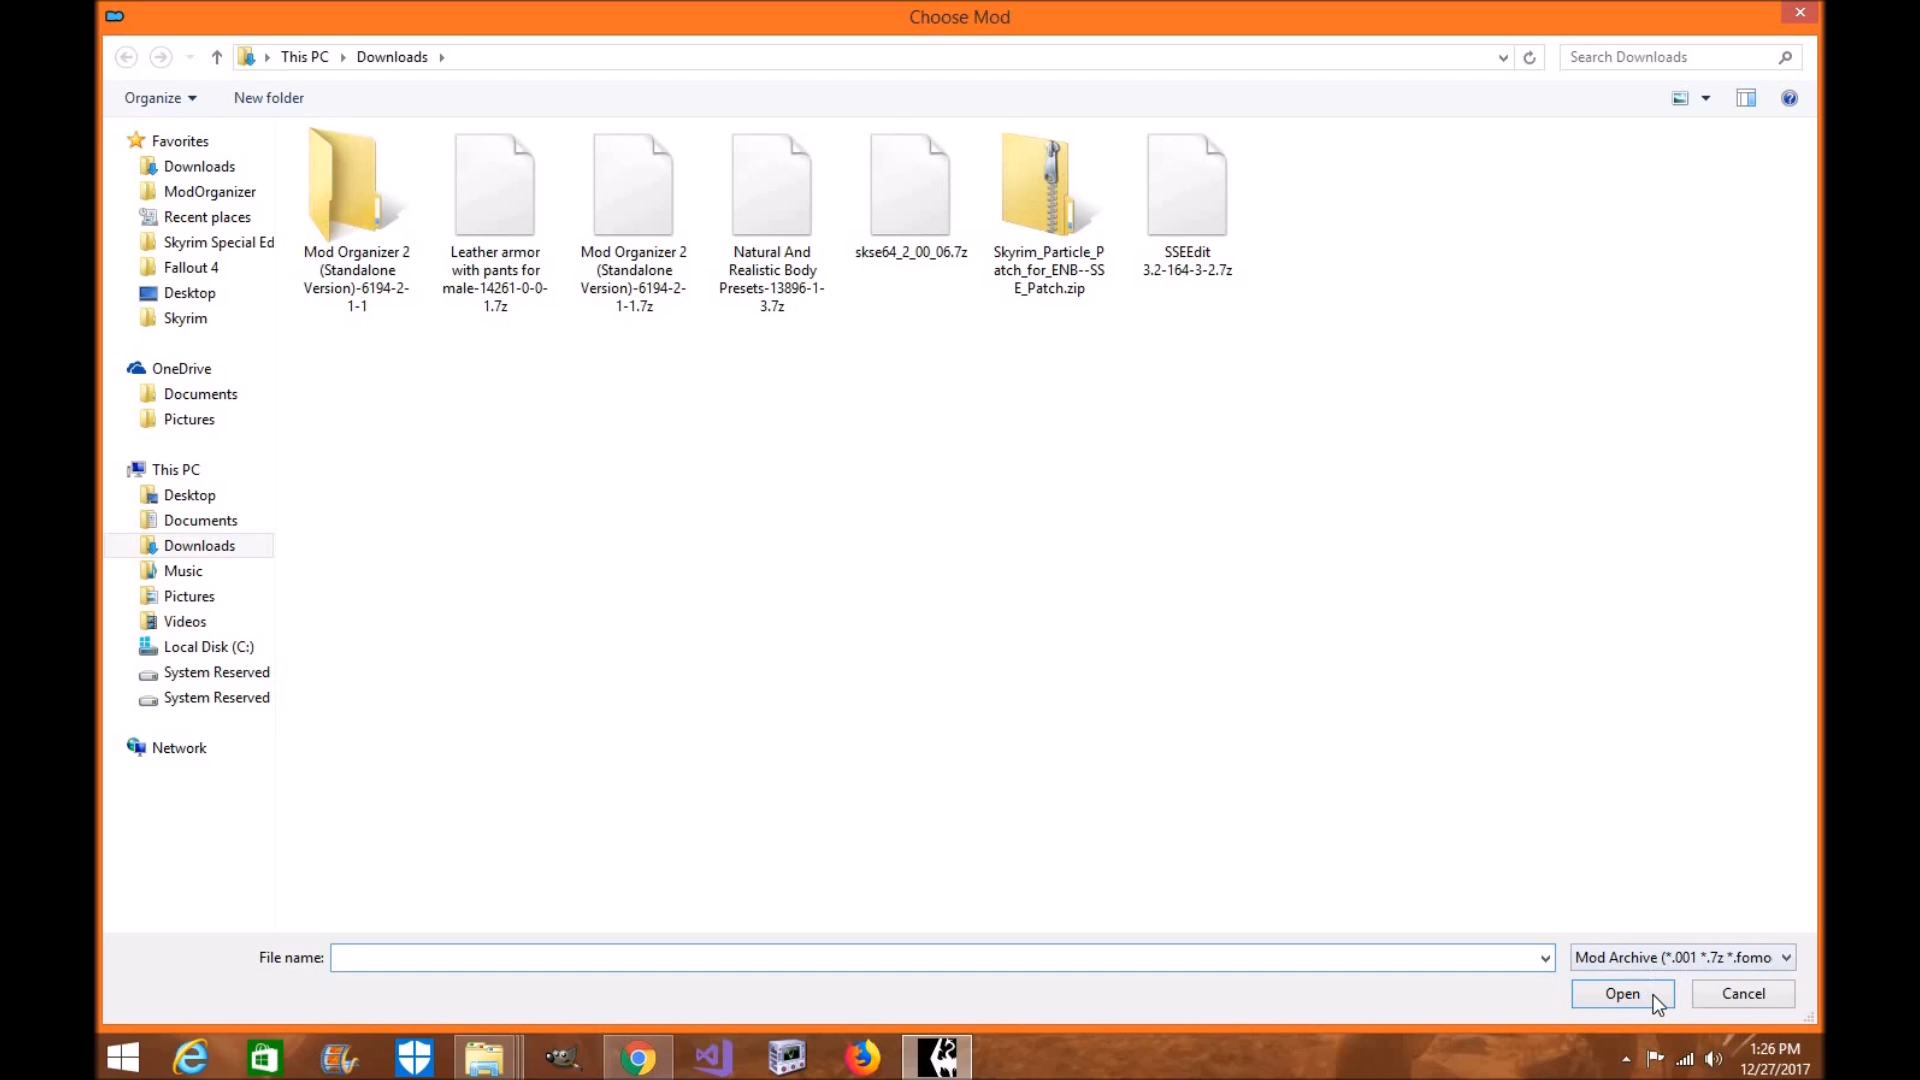 Choose Mod
This PC
Downloads
Search Downloads
Organize
New folder
Favorites
Downloads
ModOrganizer
Recent places
Skyrim Special Ed
Fallout 4
Desktop
Skyrim
OneDrive
Documents
Pictures
This PC
Desktop
Documents
Downloads
Music
Pictures
Videos
Local Disk (C:)
System Reserved
System Reserved
Network
Mod Organizer 2
(Standalone
Version)-6194-2-
1-1
Leather armor
with pants for
male-14261-0-0-
1.7z
Mod Organizer 2
(Standalone
Version)-6194-2-
1-1.7z
Natural And
Realistic Body
Presets-13896-1-
3.7z
skse64_2_00_06.7z
Skyrim_Particle_P
atch_for_ENB--SS
E_Patch.zip
SSEEdit
3.2-164-3-2.7z
File name:
Mod Archive (*.001 *.7z *.fomo
Open
Cancel
1:26 PM
12/27/2017